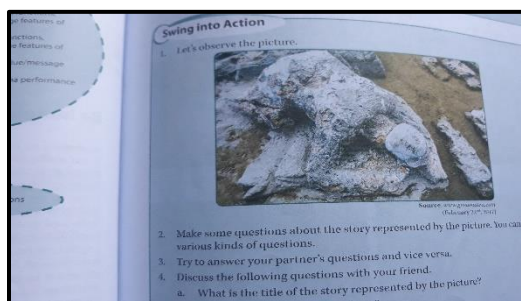 e features of
e features of
ue/message
a performance
Swing into Action
1. Let's observe the picture.
2. Make some questions about the story represented by the picture. You can
various kinds of questions.
3. Try to answer your partner's questions and vice versa.
4. Discuss the following questions with your friend.
a. What is the title of the story represented by the picture?